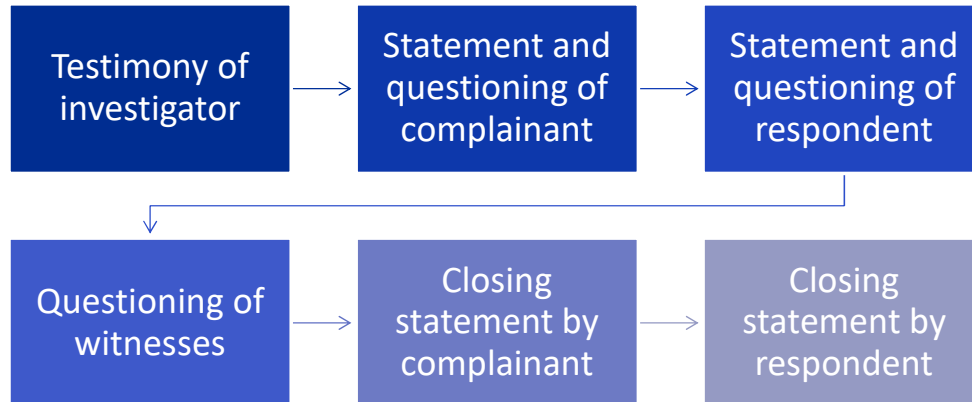 Testimony of
investigator
Statement and
questioning of
complainant
Statement and
questioning of
respondent
Questioning of
witnesses
Closing
statement by
complainant
Closing
statement by
respondent